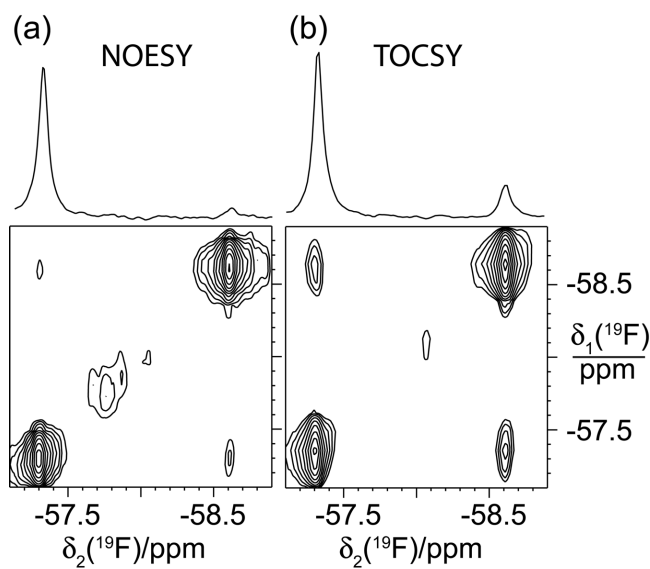 (a) (b)
NOESY TOCSY
-58.5
δ₁(¹⁹F)
ppm
-57.5
-57.5 -58.5 -57.5 -58.5
δ₂(¹⁹F)/ppm δ₂(¹⁹F)/ppm